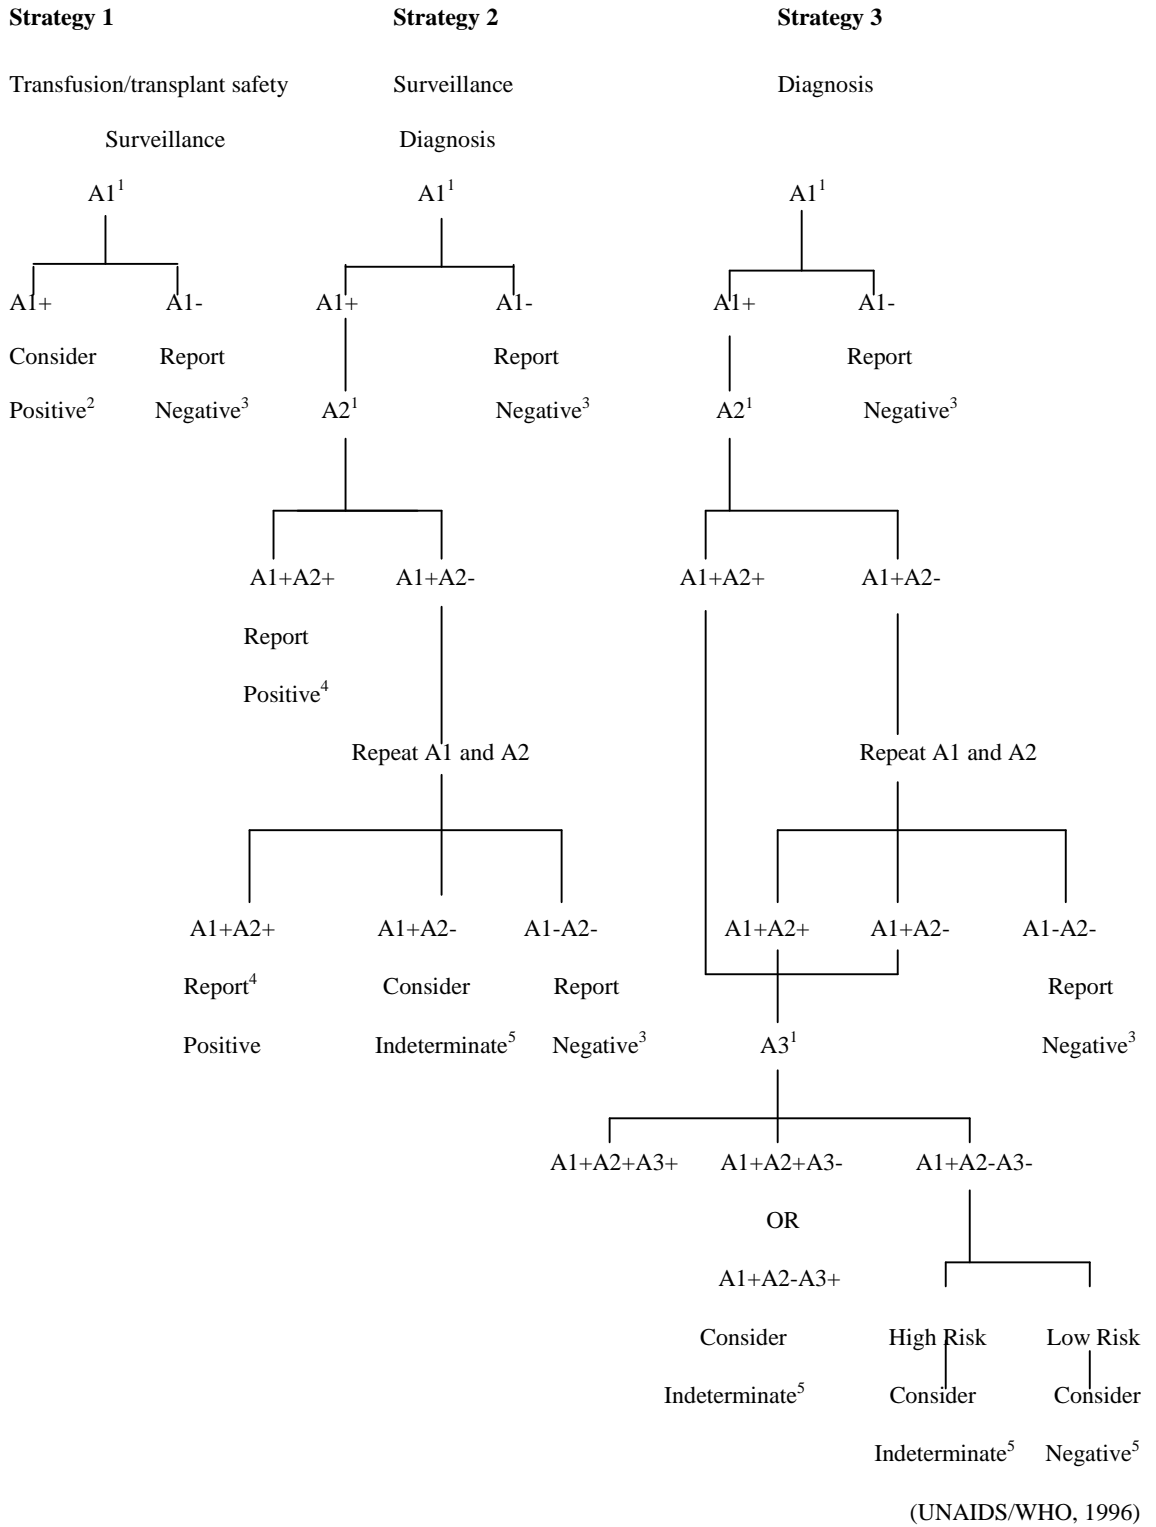 Strategy 1 Strategy 2 Strategy 3
Transfusion/transplant safety Surveillance Diagnosis
Surveillance Diagnosis
A1¹ A1¹ A1¹
A1+ A1- A1+ A1- A1+ A1-
Consider Report Report Report
Positive² Negative³ A2¹ Negative³ A2¹ Negative³
A1+A2+ A1+A2- A1+A2+ A1+A2-
Report
Positive⁴
Repeat A1 and A2 Repeat A1 and A2
A1+A2+ A1+A2- A1-A2- A1+A2+ A1+A2- A1-A2-
Report⁴ Consider Report Report
Positive Indeterminate⁵ Negative³ A3¹ Negative³
A1+A2+A3+ A1+A2+A3- A1+A2-A3-
OR
A1+A2-A3+
Consider High Risk Low Risk
Indeterminate⁵ Consider Consider
Indeterminate⁵ Negative⁵
(UNAIDS/WHO, 1996)